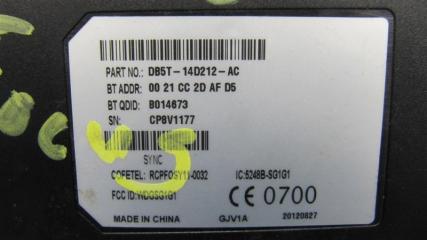 PART NO.: DB5T-14D212-AC
BT ADDR: 00 21 CC 2D AF D5
BT QDID: B014673
SN: CP8V1177
SYNC
COFETEL: RCPFOSY11-0032 IC:5248B-SG1G1
FCC ID:WDGSG1G1 CE 0700
MADE IN CHINA GJV1A 20120827